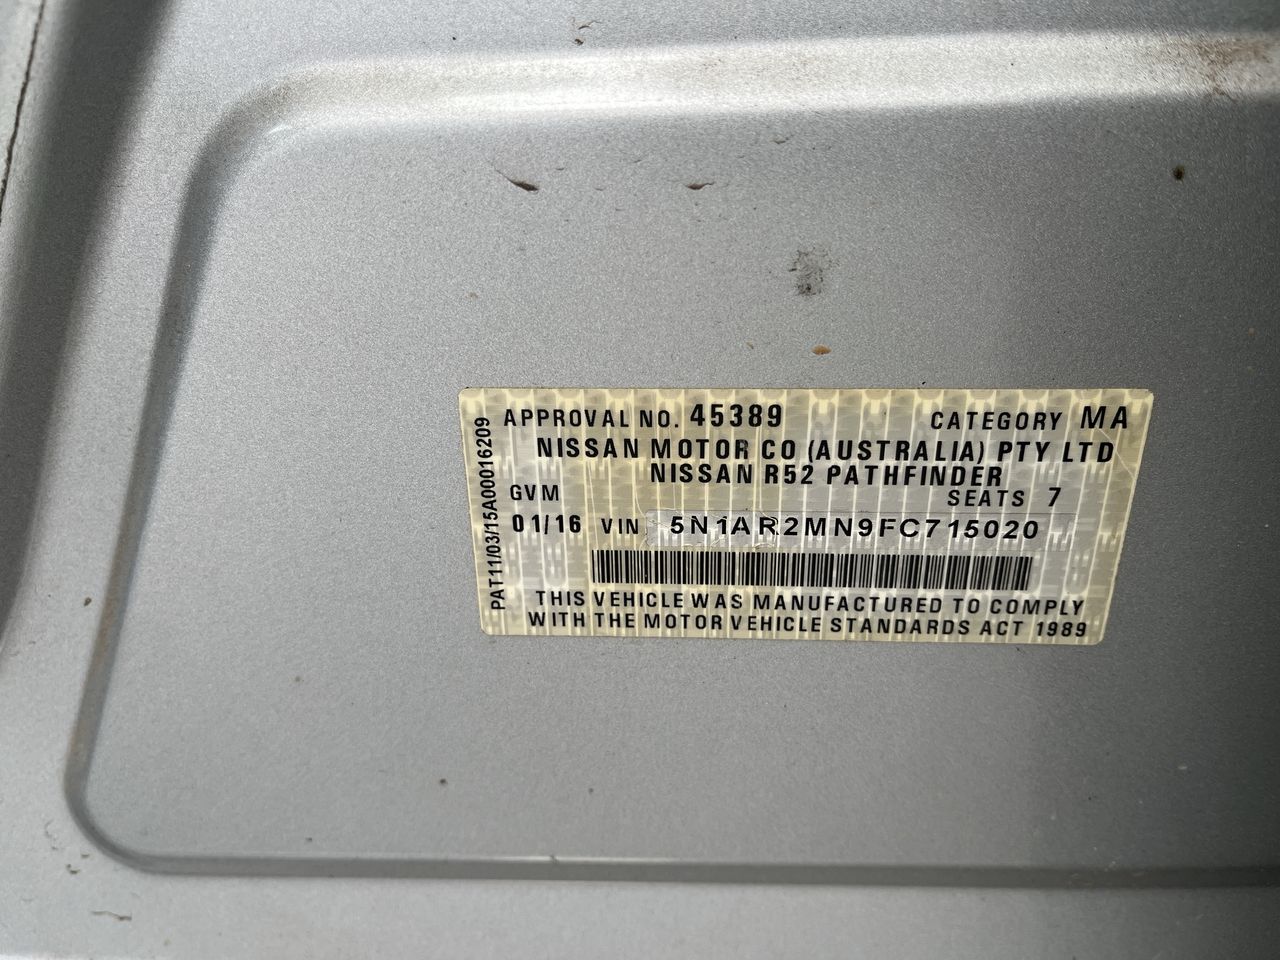 PAT11/03/15A00016209
APPROVAL NO. 45389 CATEGORY MA
NISSAN MOTOR CO (AUSTRALIA) PTY LTD
NISSAN R52 PATHFINDER
GVM SEATS 7
01/16 VIN 5N1AR2MN9FC715020
THIS VEHICLE WAS MANUFACTURED TO COMPLY
WITH THE MOTOR VEHICLE STANDARDS ACT 1989